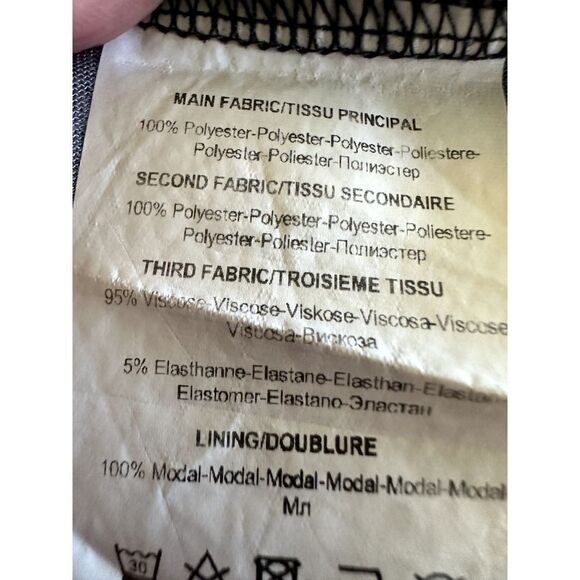 MAIN FABRIC/TISSU PRINCIPAL
100% Polyester-Polyester-Polyester-Poliestere-
Polyester-Poliester-Полиэстер
SECOND FABRIC/TISSU SECONDAIRE
100% Polyester-Polyester-Polyester-Poliestere-
Polyester-Poliester-Полиэстер
THIRD FABRIC/TROISIEME TISSU
95% Viscose-Viscose-Viskose-Viscosa-Viscose
Viscosa-Вискоза
5% Elasthanne-Elastane-Elasthan-Elastan
Elastomer-Elastano-Эластан
LINING/DOUBLURE
100% Modal-Modal-Modal-Modal-Modal-Modal
Мл
30